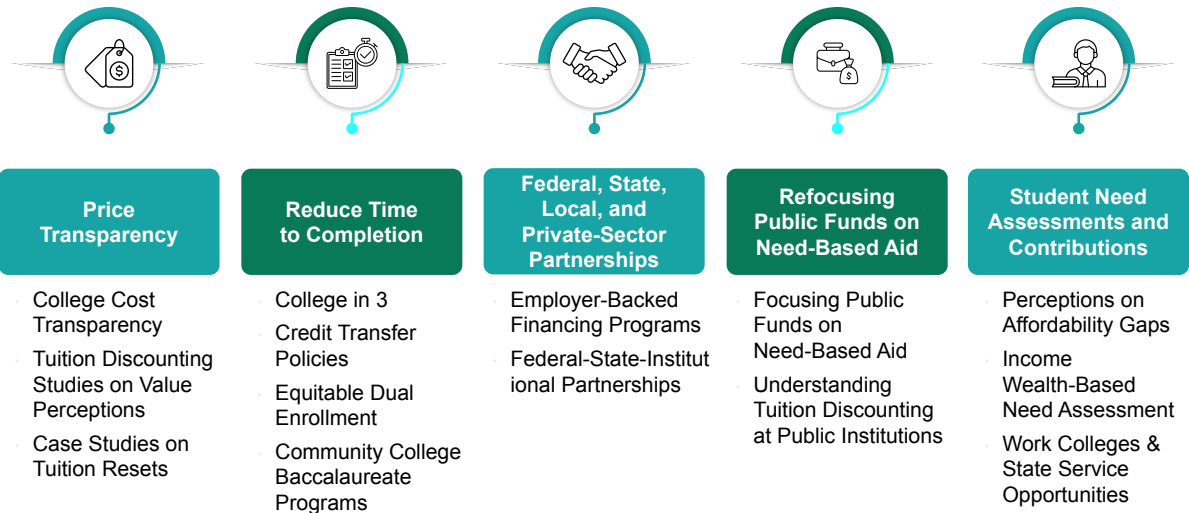 Price
Transparency
College Cost
Transparency
Tuition Discounting
Studies on Value
Perceptions
Case Studies on
Tuition Resets
Reduce Time
to Completion
College in 3
Credit Transfer
Policies
Equitable Dual
Enrollment
Community College
Baccalaureate
Programs
Federal, State,
Local, and
Private-Sector
Partnerships
Employer-Backed
Financing Programs
Federal-State-Institut
ional Partnerships
Refocusing
Public Funds on
Need-Based Aid
Focusing Public
Funds on
Need-Based Aid
Understanding
Tuition Discounting
at Public Institutions
Student Need
Assessments and
Contributions
Perceptions on
Affordability Gaps
Income
Wealth-Based
Need Assessment
Work Colleges &
State Service
Opportunities